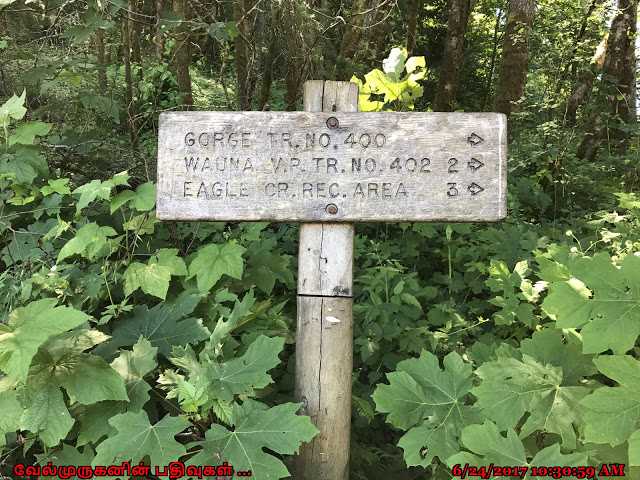 GORGE TR. NO. 400 ⇨
WAUNA V.P. TR. NO. 402 2 ⇨
EAGLE CR. REC. AREA 3 ⇨
வேல்முருகனின் பதிவுகள் ...
6/24/2017 10:30:59 AM